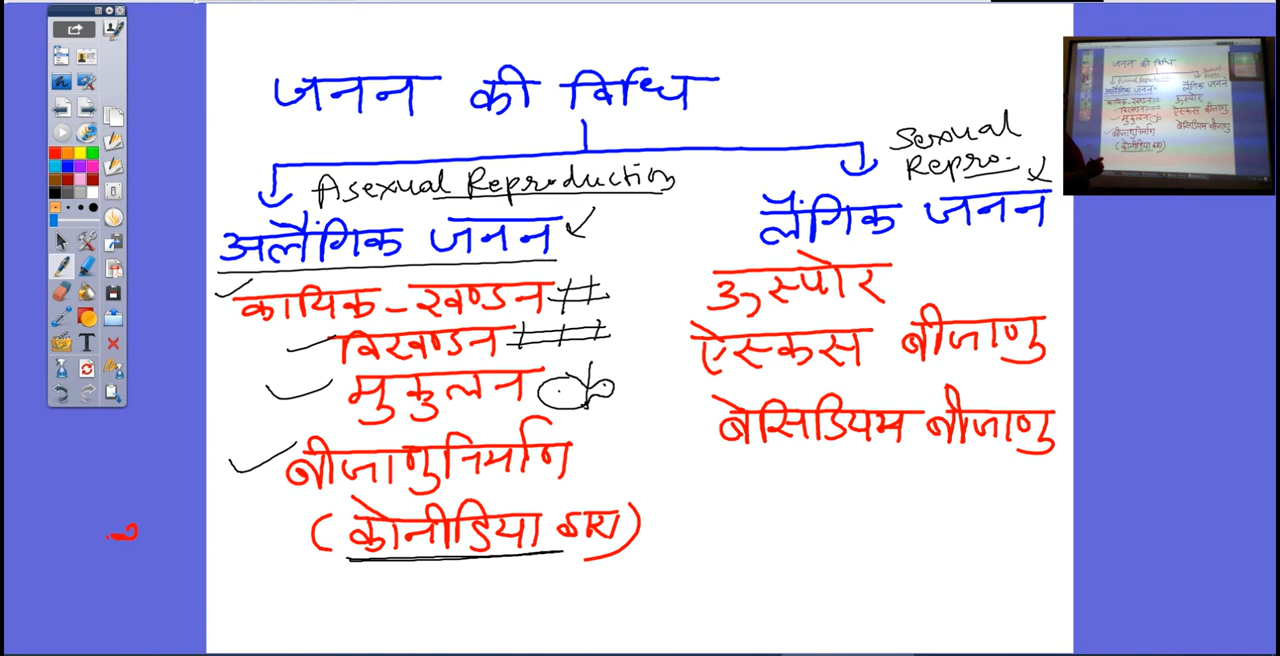 जनन की विधि
Asexual Reproduction
अलैंगिक जनन
कायिक - खण्डन
विखण्डन
मुकुलन
बीजाणुनिर्माण
(कोनीडिया द्वारा)
Sexual
Repro.
लैंगिक जनन
ऊस्पोर
ऐस्कस बीजाणु
बेसिडियम बीजाणु